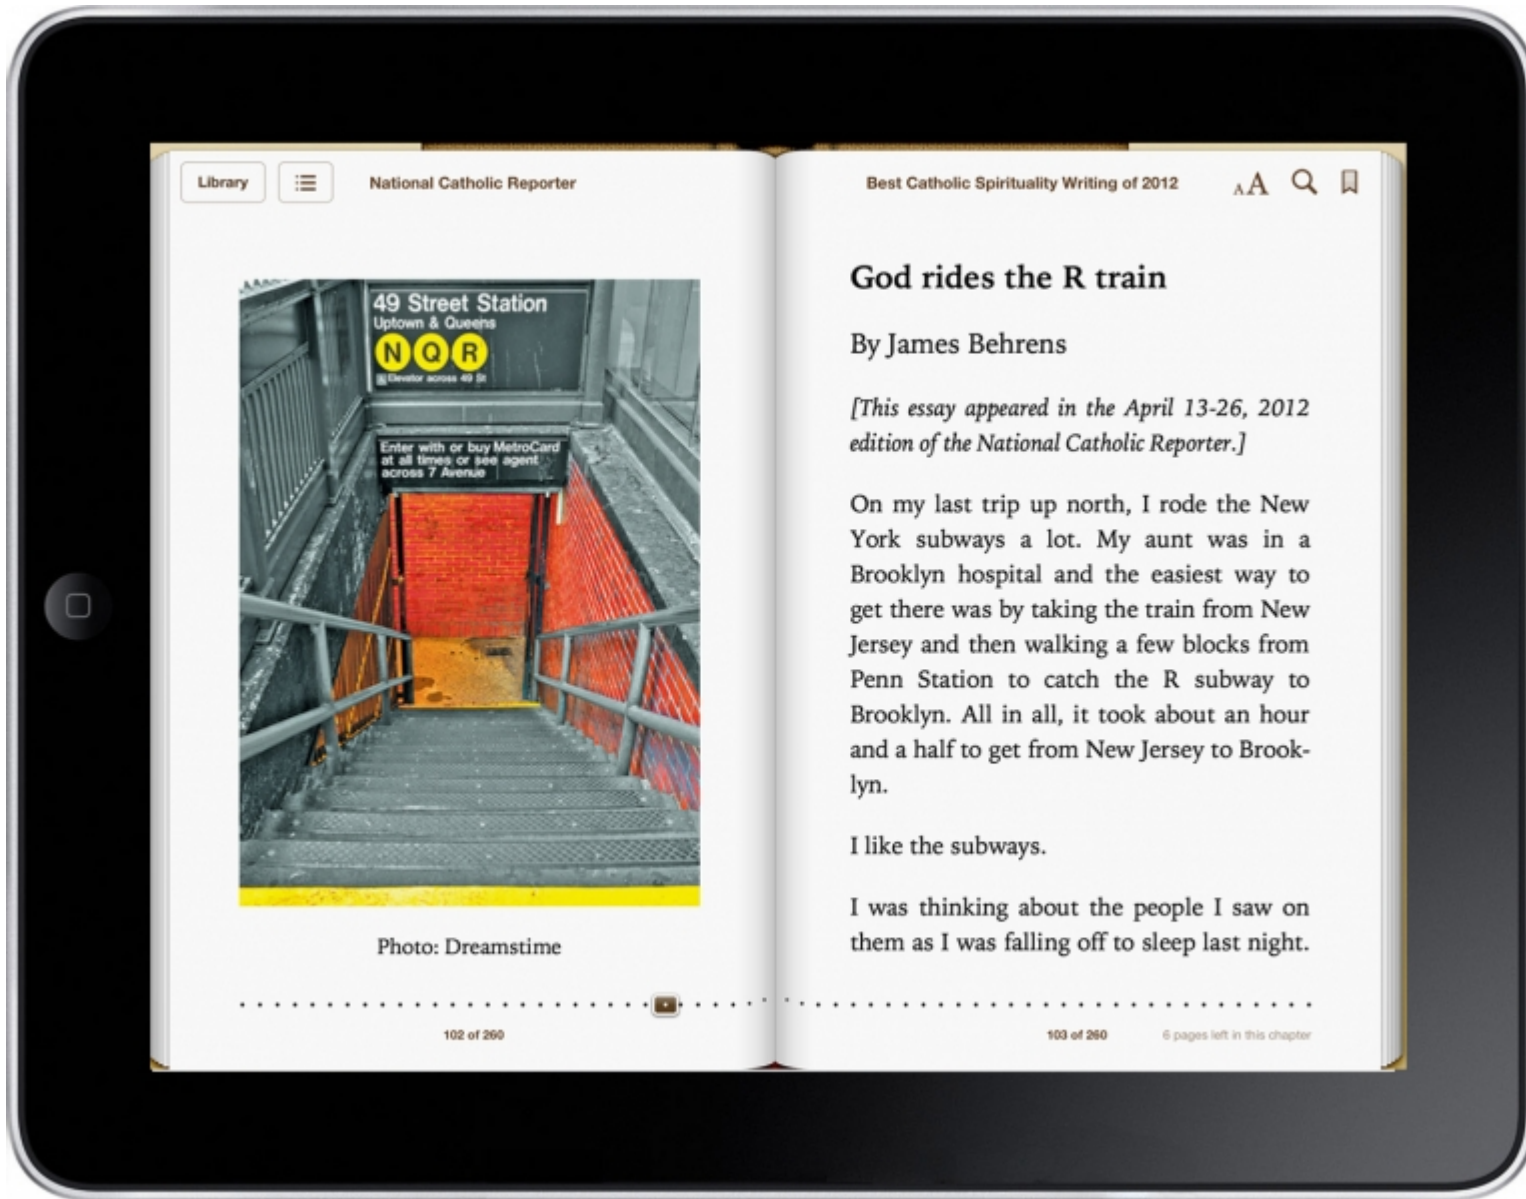 Library
National Catholic Reporter
49 Street Station
Uptown & Queens
N Q R
Elevator across 49 St
Enter with or buy MetroCard
at all times or see agent
across 7 Avenue
Photo: Dreamstime
102 of 260
Best Catholic Spirituality Writing of 2012
AA
God rides the R train
By James Behrens
[This essay appeared in the April 13-26, 2012
edition of the National Catholic Reporter.]
On my last trip up north, I rode the New
York subways a lot. My aunt was in a
Brooklyn hospital and the easiest way to
get there was by taking the train from New
Jersey and then walking a few blocks from
Penn Station to catch the R subway to
Brooklyn. All in all, it took about an hour
and a half to get from New Jersey to Brook-
lyn.
I like the subways.
I was thinking about the people I saw on
them as I was falling off to sleep last night.
103 of 260
6 pages left in this chapter